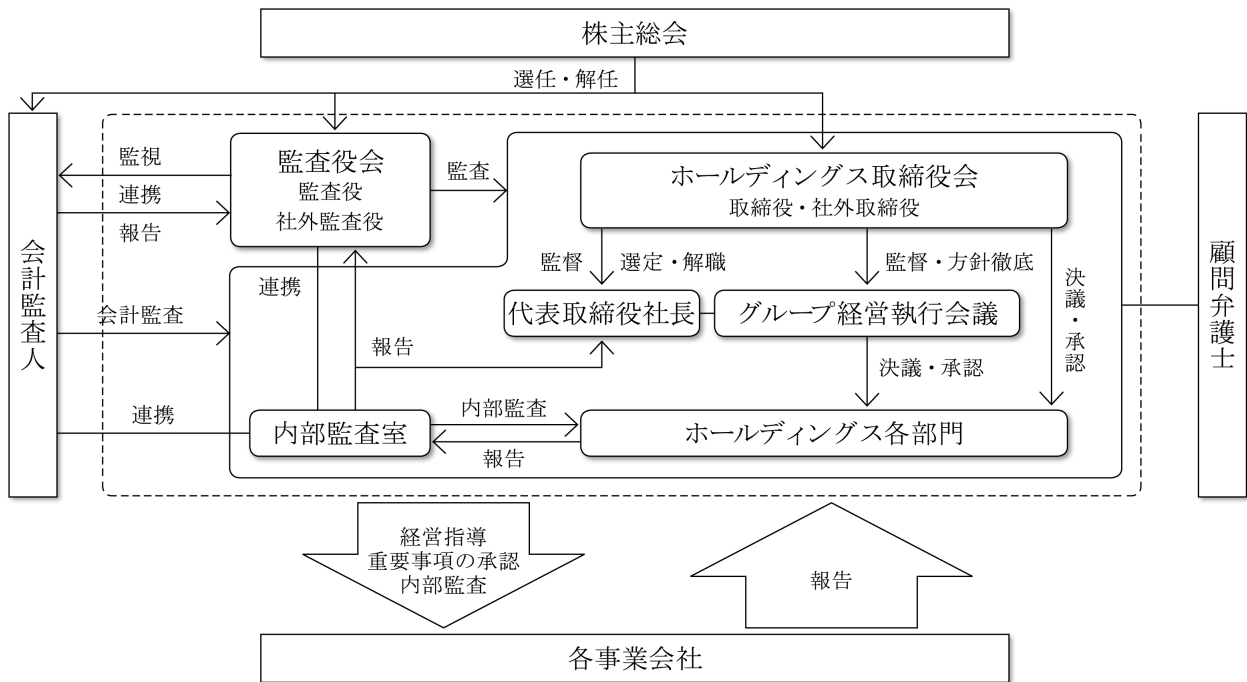 株主総会
選任・解任
会計監査人
監視
連携
報告
会計監査
連携
監査役会
監査役
社外監査役
監査
ホールディングス取締役会
取締役・社外取締役
監督
選定・解職
監督・方針徹底
決議・承認
連携
代表取締役社長
グループ経営執行会議
報告
決議・承認
内部監査室
内部監査
報告
ホールディングス各部門
顧問弁護士
経営指導
重要事項の承認
内部監査
報告
各事業会社